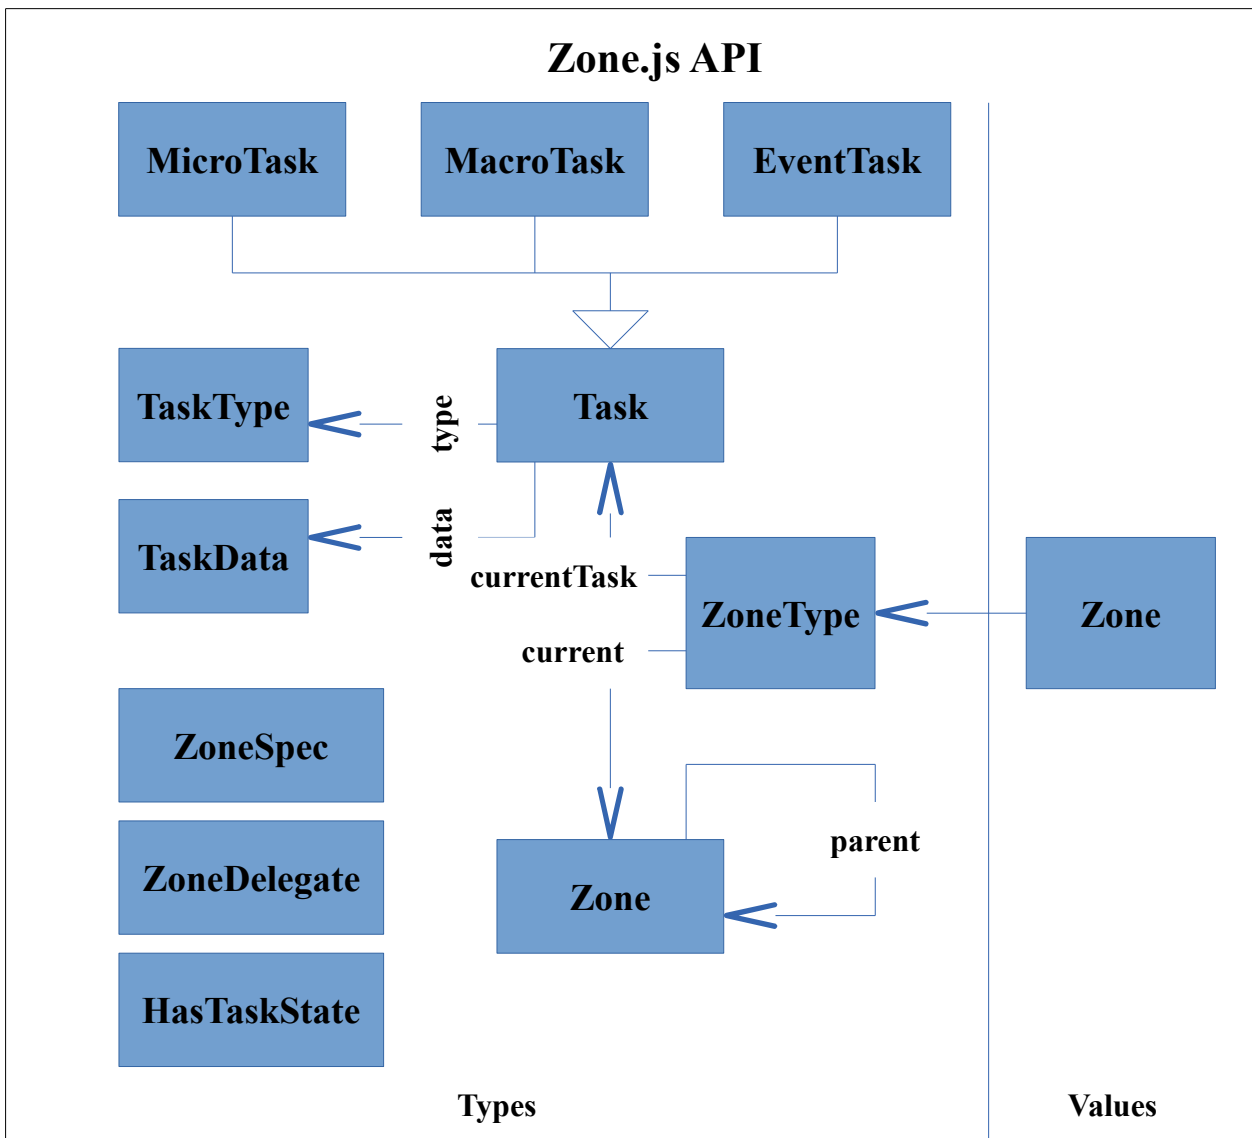 Zone.js API
MicroTask
MacroTask
EventTask
TaskType
type
Task
TaskData
data
currentTask
current
ZoneType
Zone
ZoneSpec
ZoneDelegate
HasTaskState
Zone
parent
Types
Values